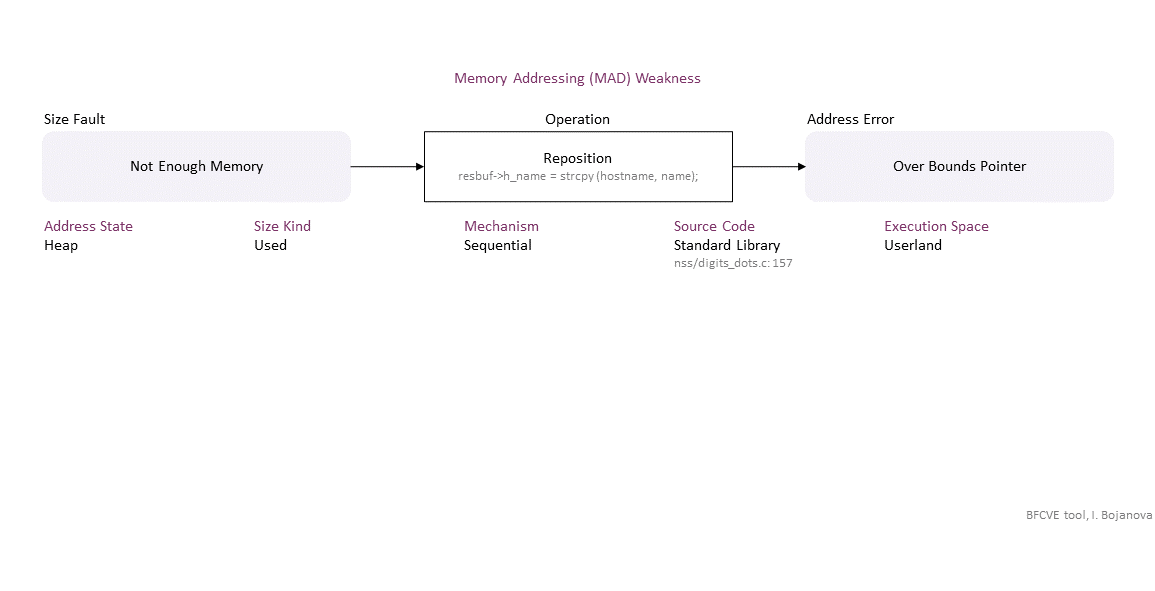 Memory Addressing (MAD) Weakness
Size Fault
Operation
Address Error
Not Enough Memory
Reposition
resbuf->h_name = strcpy(hostname, name);
Over Bounds Pointer
Address State
Heap
Size Kind
Used
Mechanism
Sequential
Source Code
Standard Library
nss/digits_dots.c:157
Execution Space
Userland
BFCVE tool, I. Bojanova